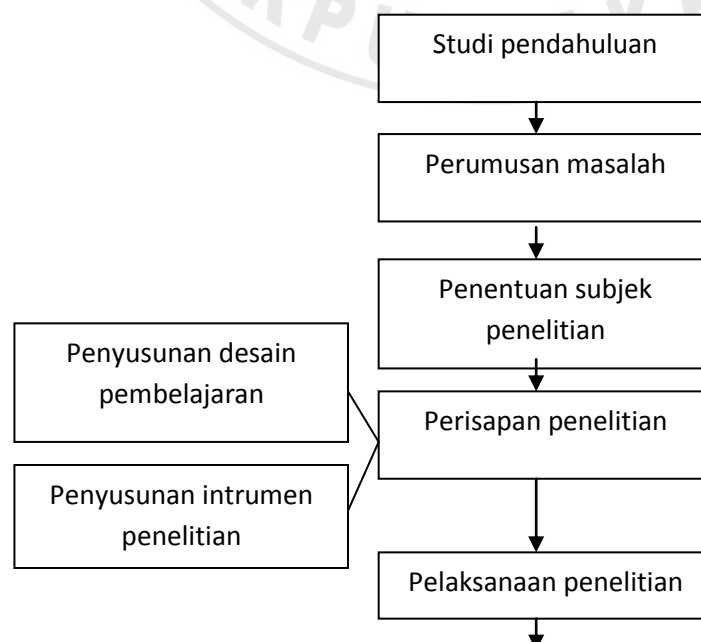 Studi pendahuluan
Perumusan masalah
Penentuan subjek
penelitian
Penyusunan desain
pembelajaran
Perisapan penelitian
Penyusunan intrumen
penelitian
Pelaksanaan penelitian